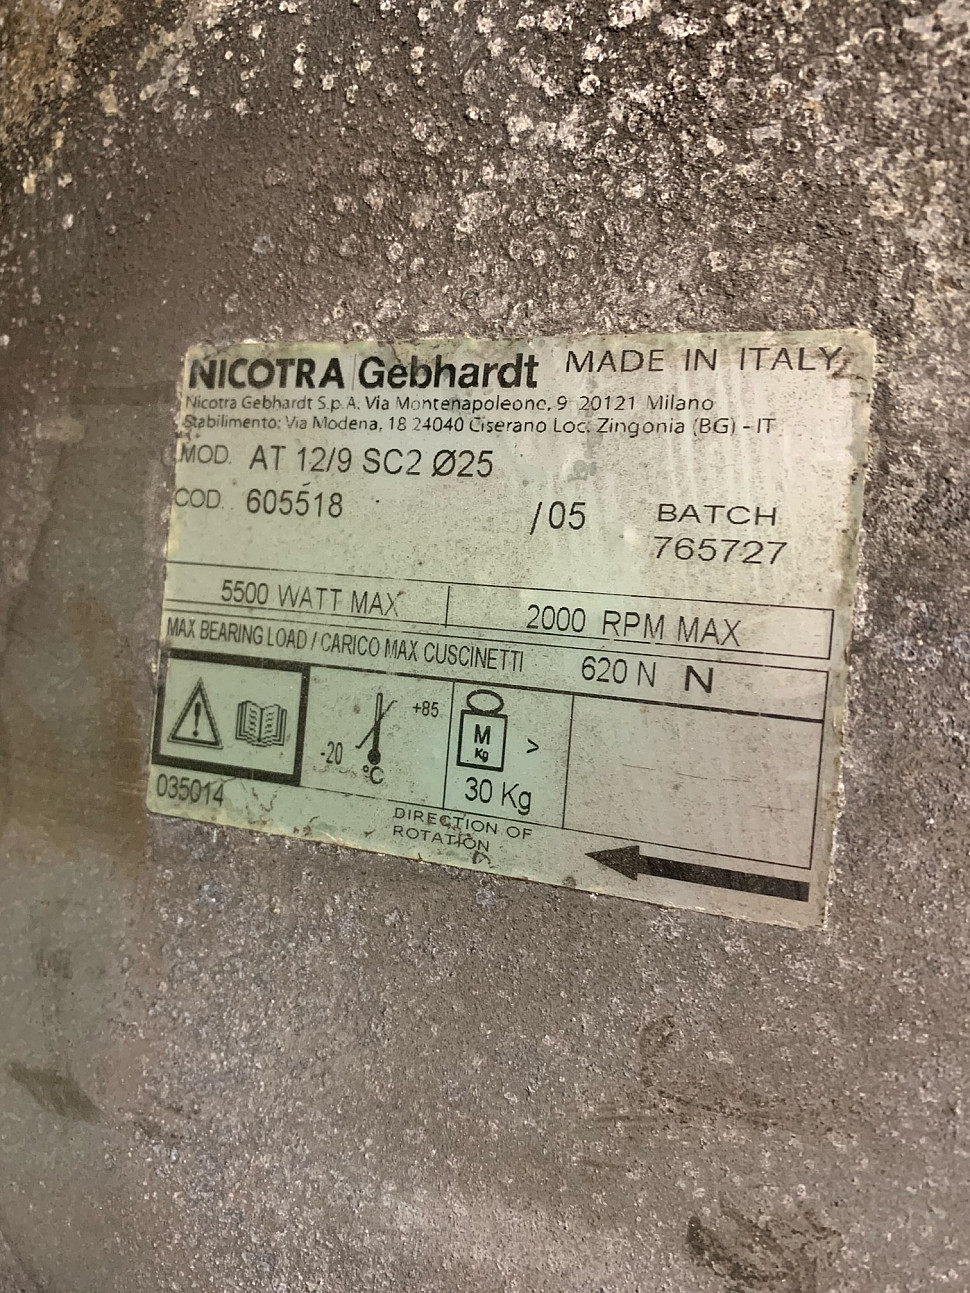 NICOTRA Gebhardt MADE IN ITALY
Nicotra Gebhardt S.p.A. Via Montenapoleone, 9 20121 Milano
Stabilimento: Via Modena, 18 24040 Ciserano Loc. Zingonia (BG) - IT
MOD. AT 12/9 SC2 Ø25
COD. 605518 /05 BATCH
765727
5500 WATT MAX 2000 RPM MAX
MAX BEARING LOAD / CARICO MAX CUSCINETTI 620 N N
-20 +85 °C
M
Kg
>
30 Kg
035014
DIRECTION OF
ROTATION